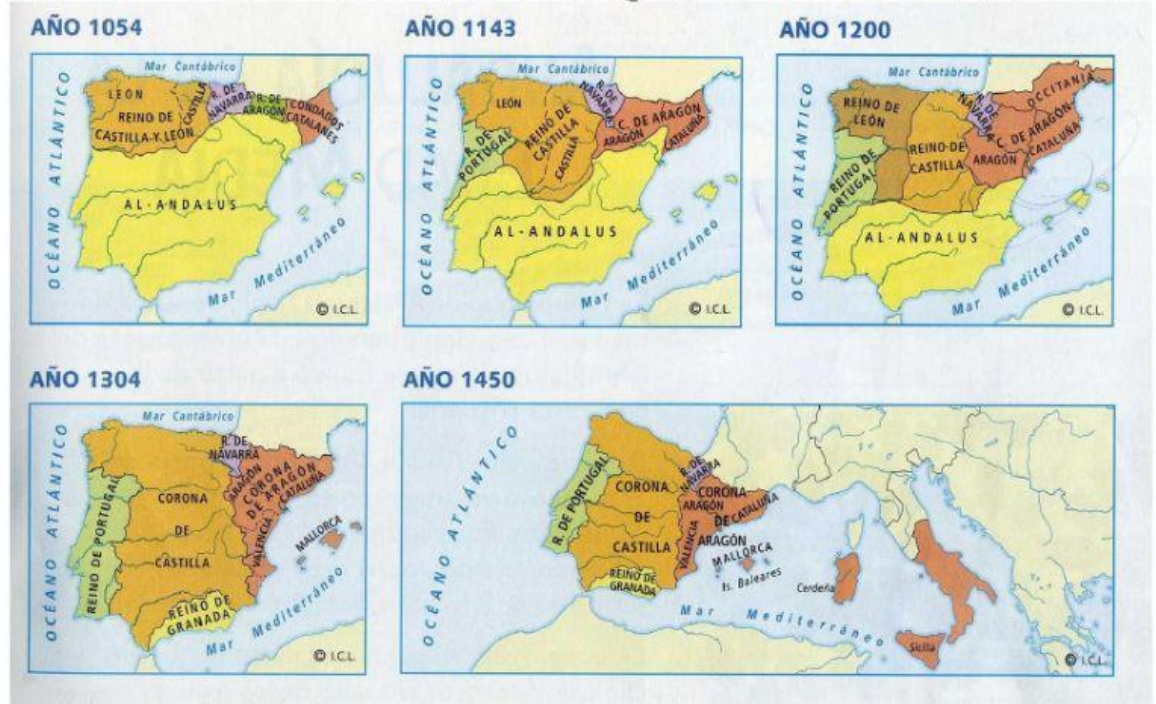 AÑO 1054
Mar Cantábrico
OCÉANO ATLÁNTICO
LEÓN
REINO DE
CASTILLA-Y-LEÓN
CASTILLA
R. DE
NAVARRA
R. DE
ARAGÓN
CONDADOS
CATALANES
AL-ANDALUS
Mar Mediterráneo
© I.C.L.
AÑO 1143
Mar Cantábrico
OCÉANO ATLÁNTICO
LEÓN
R. DE
PORTUGAL
REINO DE
CASTILLA
CASTILLA
R. DE
NAVARRA
C. DE ARAGÓN
ARAGÓN
CATALUÑA
AL-ANDALUS
Mar Mediterráneo
© I.C.L.
AÑO 1200
Mar Cantábrico
OCÉANO ATLÁNTICO
REINO DE
LEÓN
REINO DE
PORTUGAL
REINO DE
CASTILLA
R. DE
NAVARRA
OCCITANIA
C. DE ARAGÓN-
CATALUÑA
ARAGÓN
AL-ANDALUS
Mar Mediterráneo
© I.C.L.
AÑO 1304
Mar Cantábrico
OCÉANO ATLÁNTICO
REINO DE PORTUGAL
CORONA
DE
CASTILLA
R. DE
NAVARRA
ARAGÓN
CORONA
DE ARAGÓN
CATALUÑA
VALENCIA
MALLORCA
REINO DE
GRANADA
Mar Mediterráneo
© I.C.L.
AÑO 1450
OCÉANO ATLÁNTICO
R. DE PORTUGAL
CORONA
DE
CASTILLA
REINO DE
GRANADA
R. DE
NAVARRA
CORONA
ARAGÓN
DE CATALUÑA
ARAGÓN
VALENCIA
MALLORCA
Is. Baleares
Cerdeña
Sicilia
Mar Mediterráneo
© I.C.L.